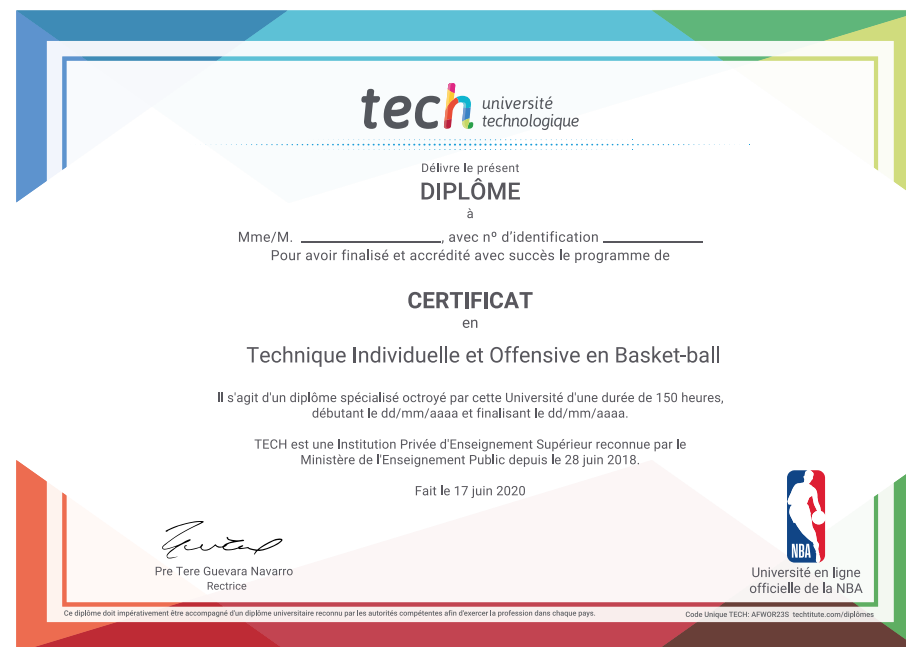 tech université
technologique
Délivre le présent
DIPLÔME
à
Mme/M. ____________________, avec nº d'identification ______________
Pour avoir finalisé et accrédité avec succès le programme de
CERTIFICAT
en
Technique Individuelle et Offensive en Basket-ball
Il s'agit d'un diplôme spécialisé octroyé par cette Université d'une durée de 150 heures,
débutant le dd/mm/aaaa et finalisant le dd/mm/aaaa.
TECH est une Institution Privée d'Enseignement Supérieur reconnue par le
Ministère de l'Enseignement Public depuis le 28 juin 2018.
Fait le 17 juin 2020
Pre Tere Guevara Navarro
Rectrice
NBA
Université en ligne
officielle de la NBA
Ce diplôme doit impérativement être accompagné d'un diplôme universitaire reconnu par les autorités compétentes afin d'exercer la profession dans chaque pays.
Code Unique TECH: AFWOR23S techtitute.com/diplômes